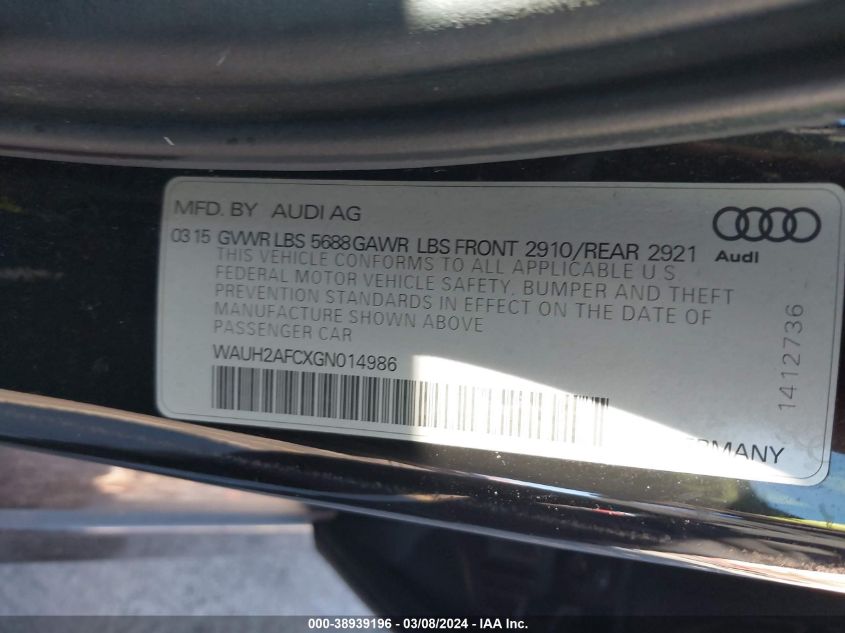 MFD. BY AUDI AG
03 15 GVWR LBS 5688 GAWR LBS FRONT 2910/REAR 2921
Audi
THIS VEHICLE CONFORMS TO ALL APPLICABLE U S
FEDERAL MOTOR VEHICLE SAFETY, BUMPER AND THEFT
PREVENTION STANDARDS IN EFFECT ON THE DATE OF
MANUFACTURE SHOWN ABOVE
PASSENGER CAR
WAUH2AFCXGN014986
1412736
000-38939196 - 03/08/2024 - IAA Inc.